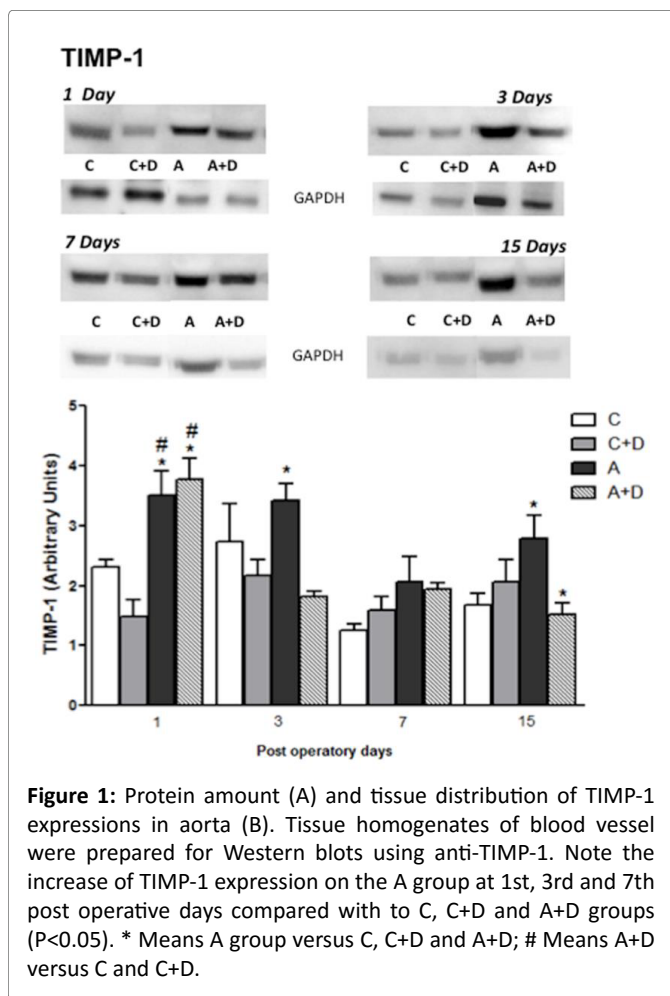 TIMP-1
1 Day
3 Days
C C+D A A+D
C C+D A A+D
GAPDH
7 Days
15 Days
C C+D A A+D
C C+D A A+D
GAPDH
5
4
3
2
1
0
TIMP-1 (Arbitrary Units)
# # * * * * *
C
C+D
A
A+D
1 3 7 15
Post operatory days
Figure 1: Protein amount (A) and tissue distribution of TIMP-1
expressions in aorta (B). Tissue homogenates of blood vessel
were prepared for Western blots using anti-TIMP-1. Note the
increase of TIMP-1 expression on the A group at 1st, 3rd and 7th
post operative days compared with to C, C+D and A+D groups
(P<0.05). * Means A group versus C, C+D and A+D; # Means A+D
versus C and C+D.